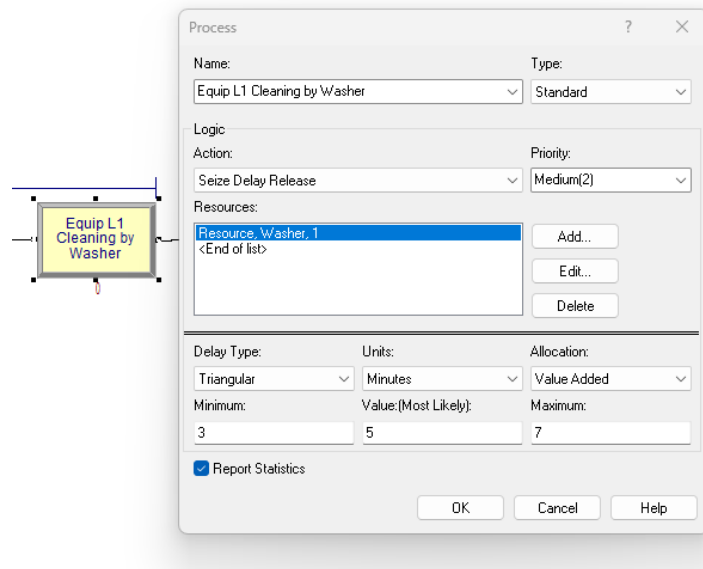 Process
?
Name:
Type:
Equip L1 Cleaning by Washer
Standard
Logic
Action:
Priority:
Seize Delay Release
Medium(2)
Resources:
Resource, Washer, 1
<End of list>
Add...
Edit...
Delete
Equip L1
Cleaning by
Washer
0
Delay Type:
Units:
Allocation:
Triangular
Minutes
Value Added
Minimum:
Value:(Most Likely):
Maximum:
3
5
7
Report Statistics
OK
Cancel
Help